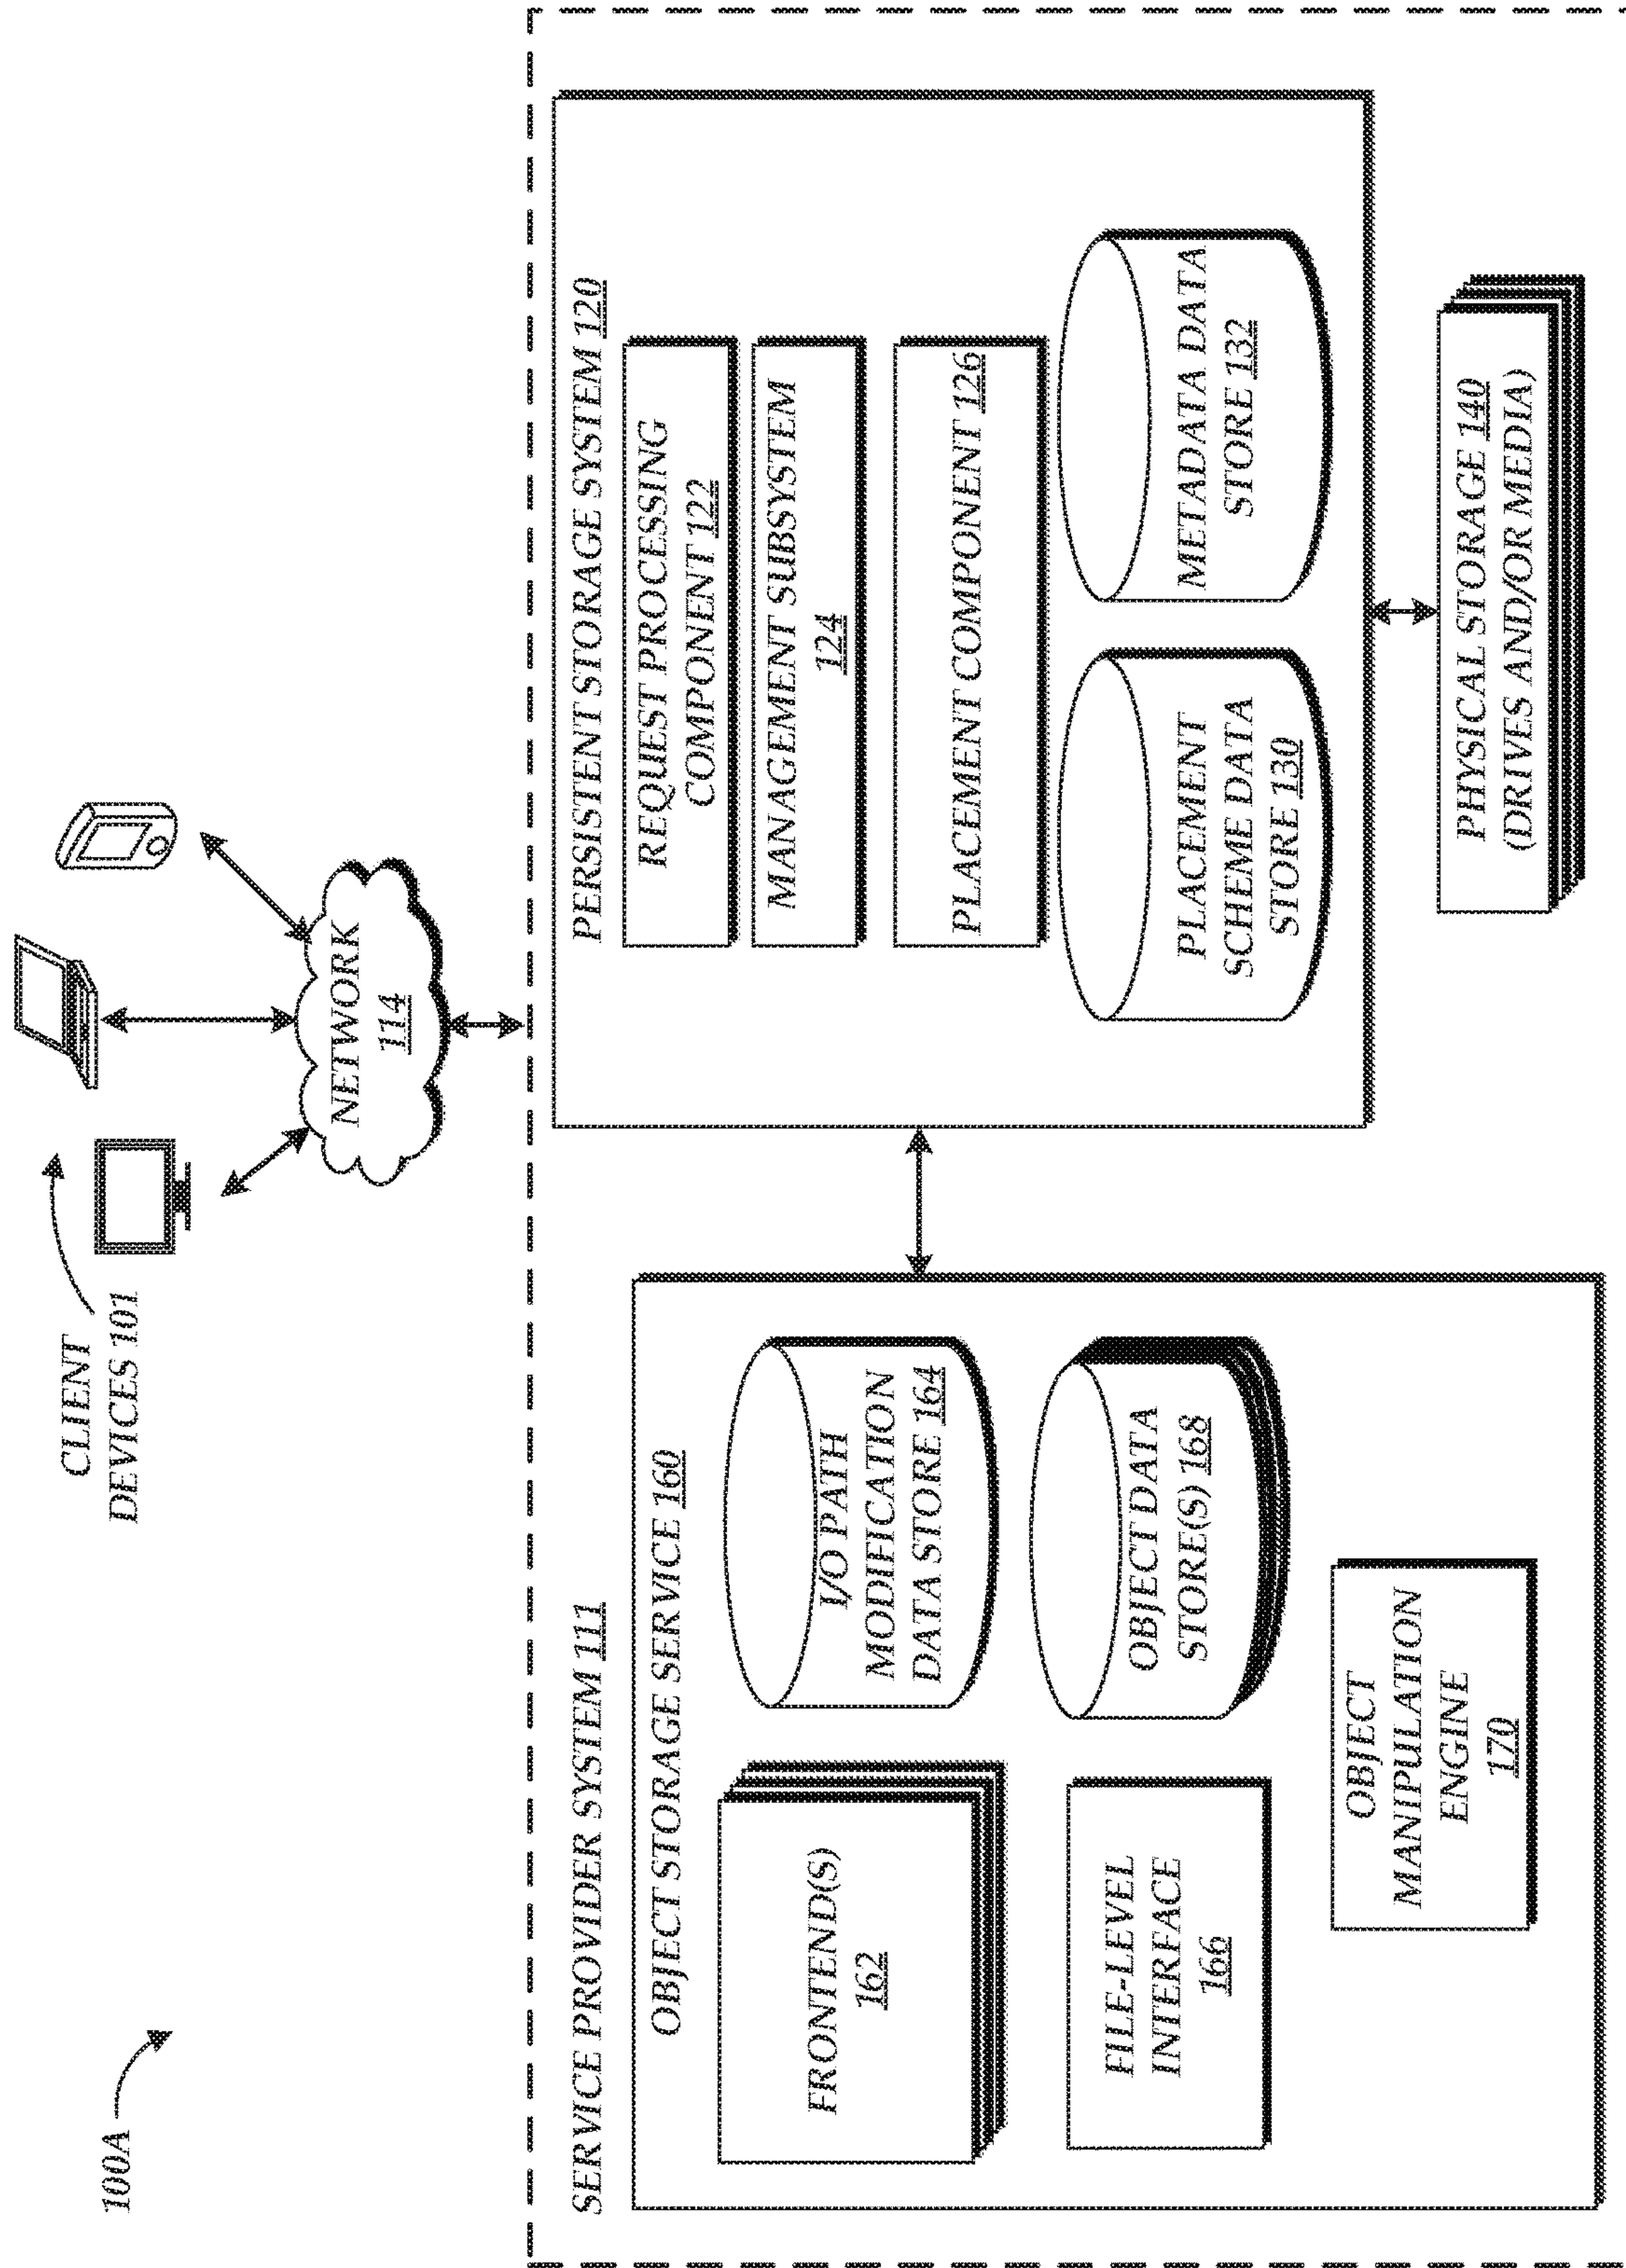 100A
CLIENT
DEVICES 101
NETWORK
114
SERVICE PROVIDER SYSTEM 111
OBJECT STORAGE SERVICE 160
FRONTEND(S)
162
I/O PATH
MODIFICATION
DATA STORE 164
FILE-LEVEL
INTERFACE
166
OBJECT DATA
STORE(S) 168
OBJECT
MANIPULATION
ENGINE
170
PERSISTENT STORAGE SYSTEM 120
REQUEST PROCESSING
COMPONENT 122
MANAGEMENT SUBSYSTEM
124
PLACEMENT COMPONENT 126
PLACEMENT
SCHEME DATA
STORE 130
METADATA DATA
STORE 132
PHYSICAL STORAGE 140
(DRIVES AND/OR MEDIA)